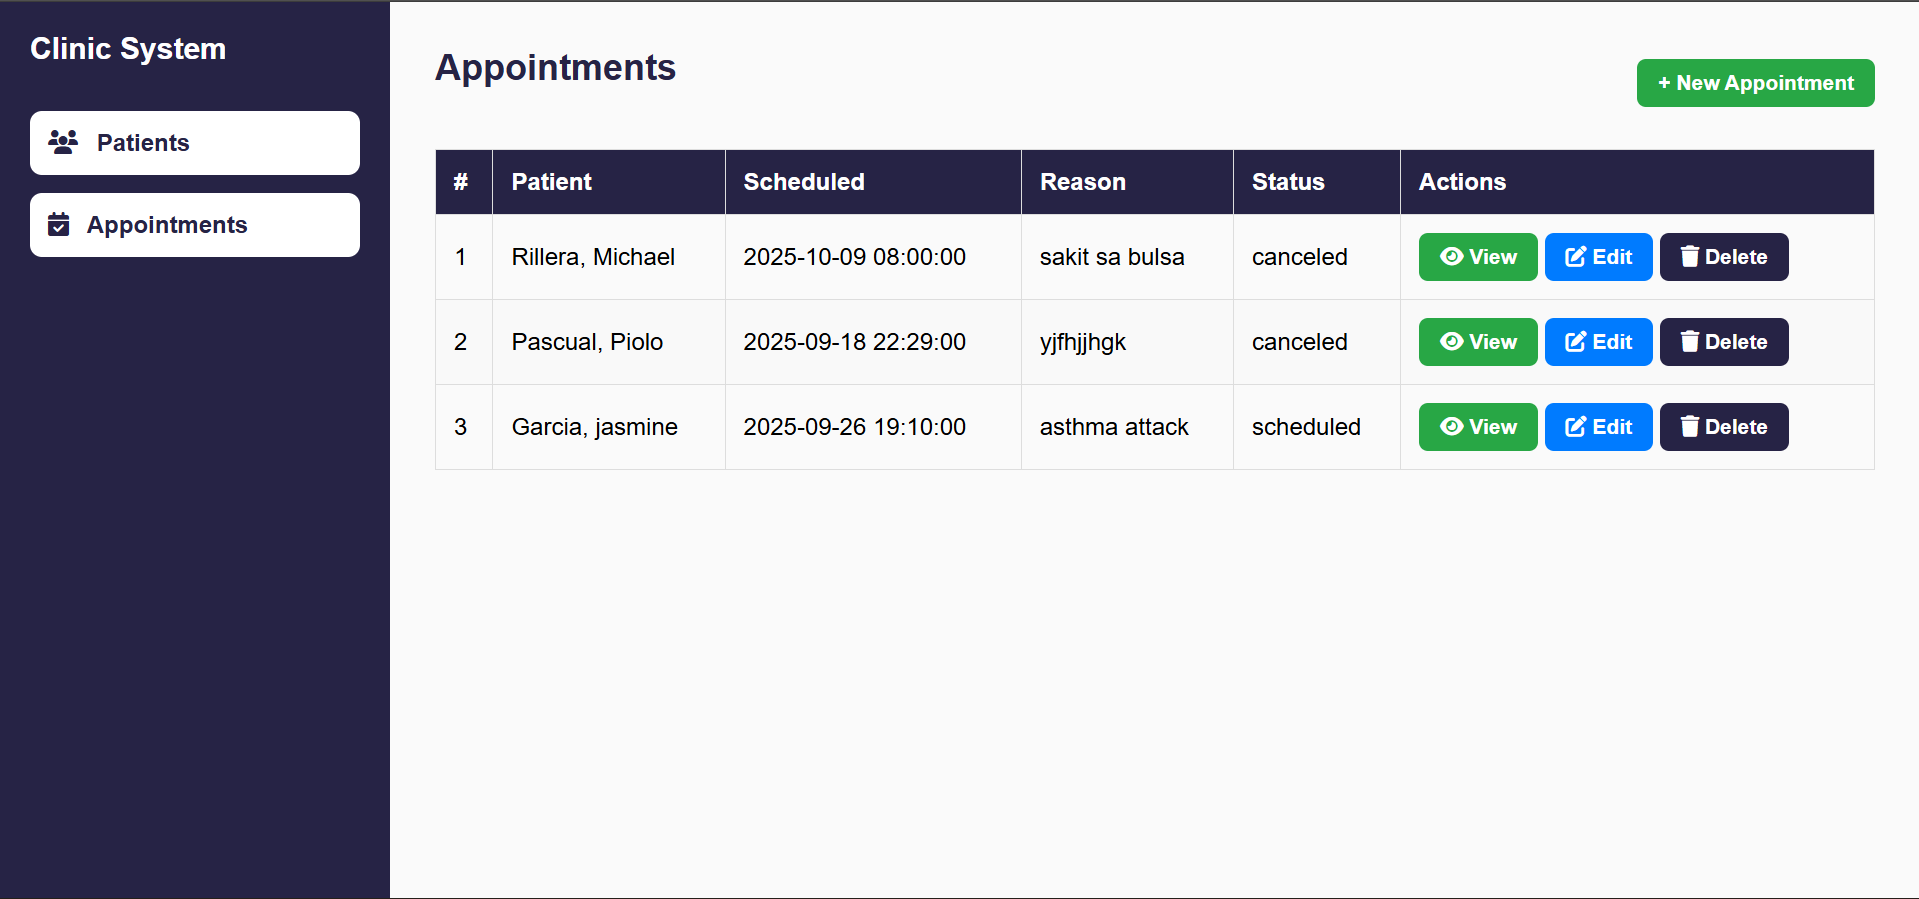 Clinic System
Patients
Appointments
Appointments
+ New Appointment
# Patient Scheduled Reason Status Actions
1 Rillera, Michael 2025-10-09 08:00:00 sakit sa bulsa canceled View Edit Delete
2 Pascual, Piolo 2025-09-18 22:29:00 yjfhjjhgk canceled View Edit Delete
3 Garcia, jasmine 2025-09-26 19:10:00 asthma attack scheduled View Edit Delete